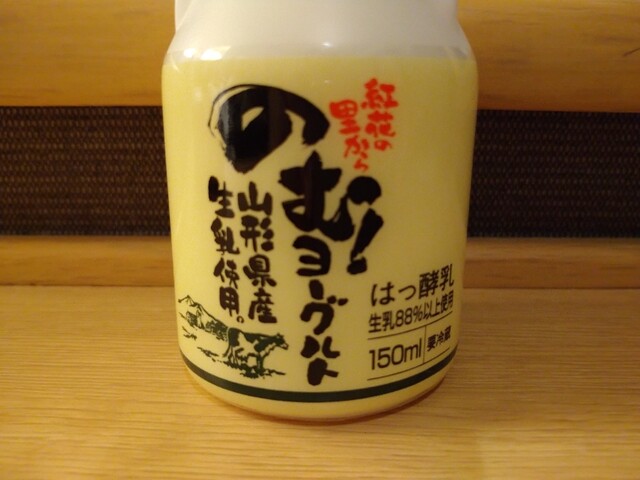 紅花の
里から
のむ!ヨーグルト
山形県産
生乳使用。
はっ酵乳
生乳88%以上使用
150ml
要冷蔵